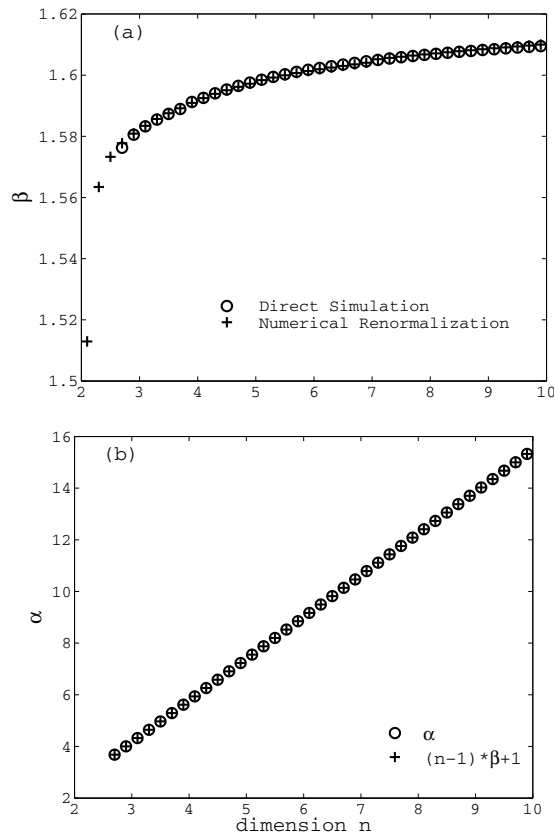 1.62
(a)
1.6
1.58
β
1.56
1.54
Direct Simulation
1.52
Numerical Renormalization
1.5
2 3 4 5 6 7 8 9 10
16
(b)
14
12
10
α
8
6
α
4
(n-1)*β+1
2
2 3 4 5 6 7 8 9 10
dimension n